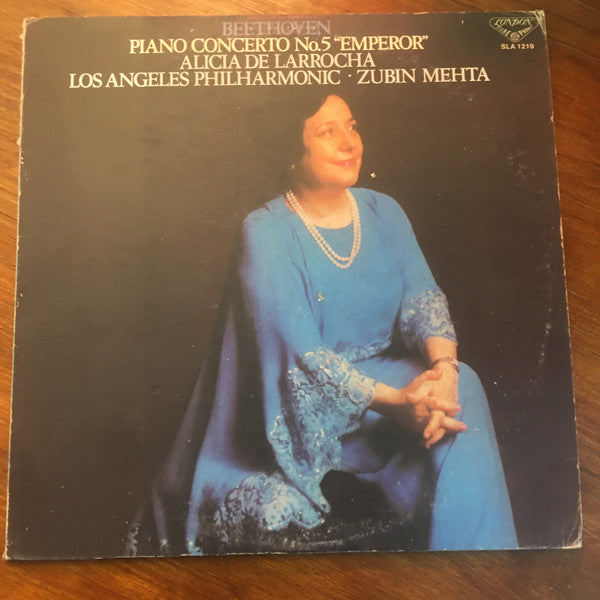 BEETHOVEN
PIANO CONCERTO No.5 "EMPEROR"
ALICIA DE LARROCHA
LOS ANGELES PHILHARMONIC · ZUBIN MEHTA
LONDON
SLA 1219